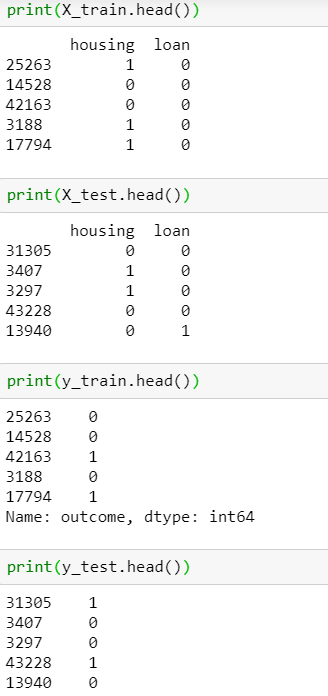 print(X_train.head())
housing loan
25263 1 0
14528 0 0
42163 0 0
3188 1 0
17794 1 0
print(X_test.head())
housing loan
31305 0 0
3407 1 0
3297 1 0
43228 0 0
13940 0 1
print(y_train.head())
25263 0
14528 0
42163 1
3188 0
17794 1
Name: outcome, dtype: int64
print(y_test.head())
31305 1
3407 0
3297 0
43228 1
13940 0